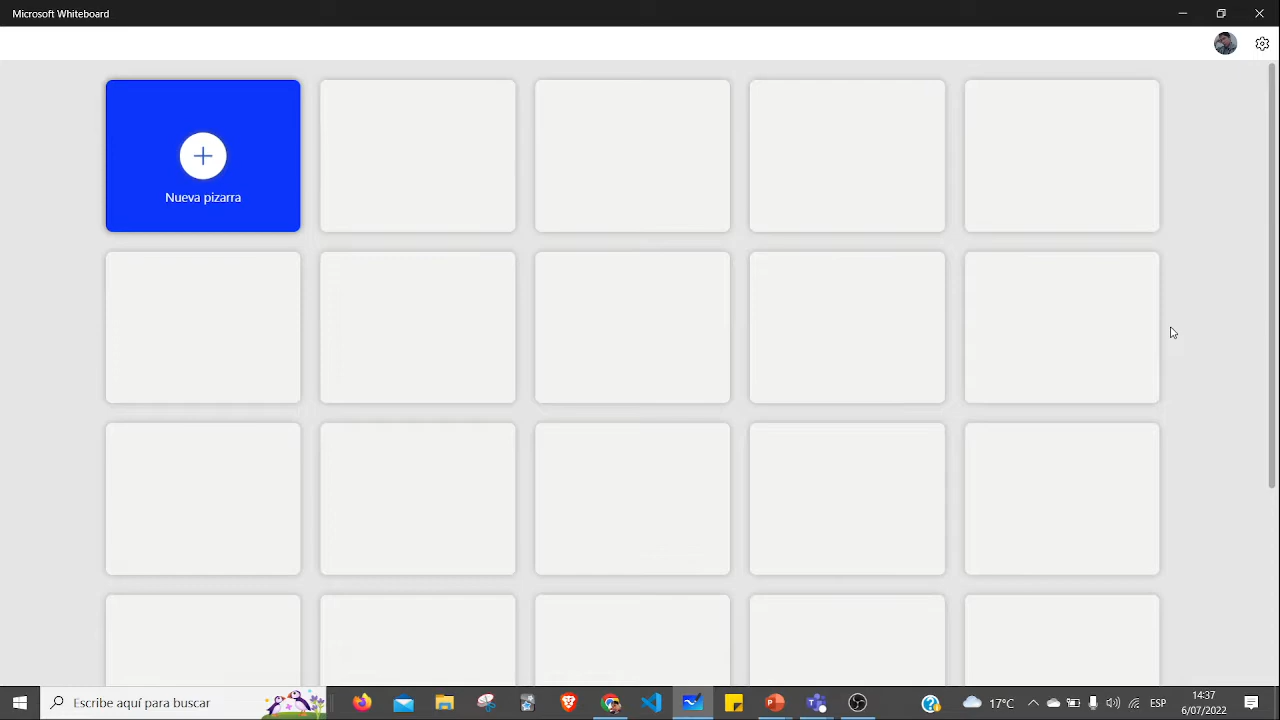 Microsoft Whiteboard
Nueva pizarra
Escribe aquí para buscar
17°C
ESP
14:37
6/07/2022